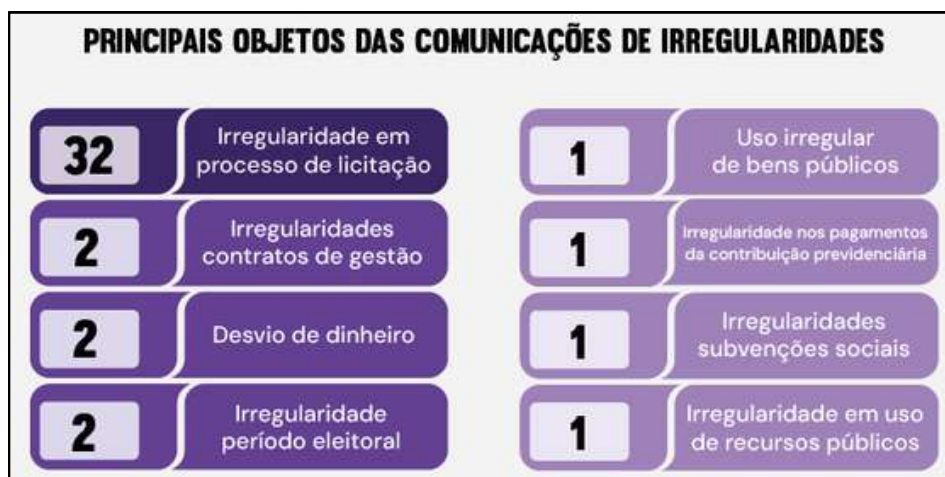 PRINCIPAIS OBJETOS DAS COMUNICAÇÕES DE IRREGULARIDADES
32
Irregularidade em
processo de licitação
2
Irregularidades
contratos de gestão
2
Desvio de dinheiro
2
Irregularidade
período eleitoral
1
Uso irregular
de bens públicos
1
Irregularidade nos pagamentos
da contribuição previdenciária
1
Irregularidades
subvenções sociais
1
Irregularidade em uso
de recursos públicos